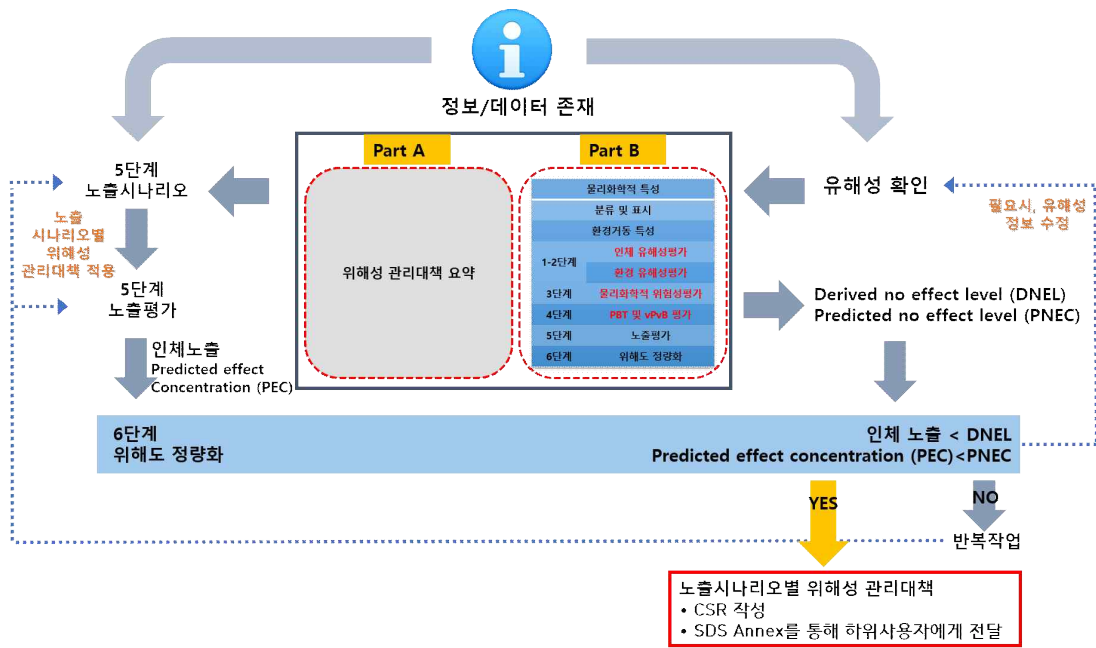 정보/데이터 존재
5단계
노출시나리오
노출
시나리오별
위해성
관리대책 적용
5단계
노출평가
인체노출
Predicted effect
Concentration (PEC)
Part A
위해성 관리대책 요약
Part B
물리화학적 특성
분류 및 표시
환경거동 특성
1-2단계
인체 유해성평가
환경 유해성평가
3단계 물리화학적 위험성평가
4단계 PBT 및 vPvB 평가
5단계 노출평가
6단계 위해도 정량화
유해성 확인
필요시, 유해성
정보 수정
Derived no effect level (DNEL)
Predicted no effect level (PNEC)
6단계
위해도 정량화
인체 노출 < DNEL
Predicted effect concentration (PEC)<PNEC
YES
NO
반복작업
노출시나리오별 위해성 관리대책
• CSR 작성
• SDS Annex를 통해 하위사용자에게 전달